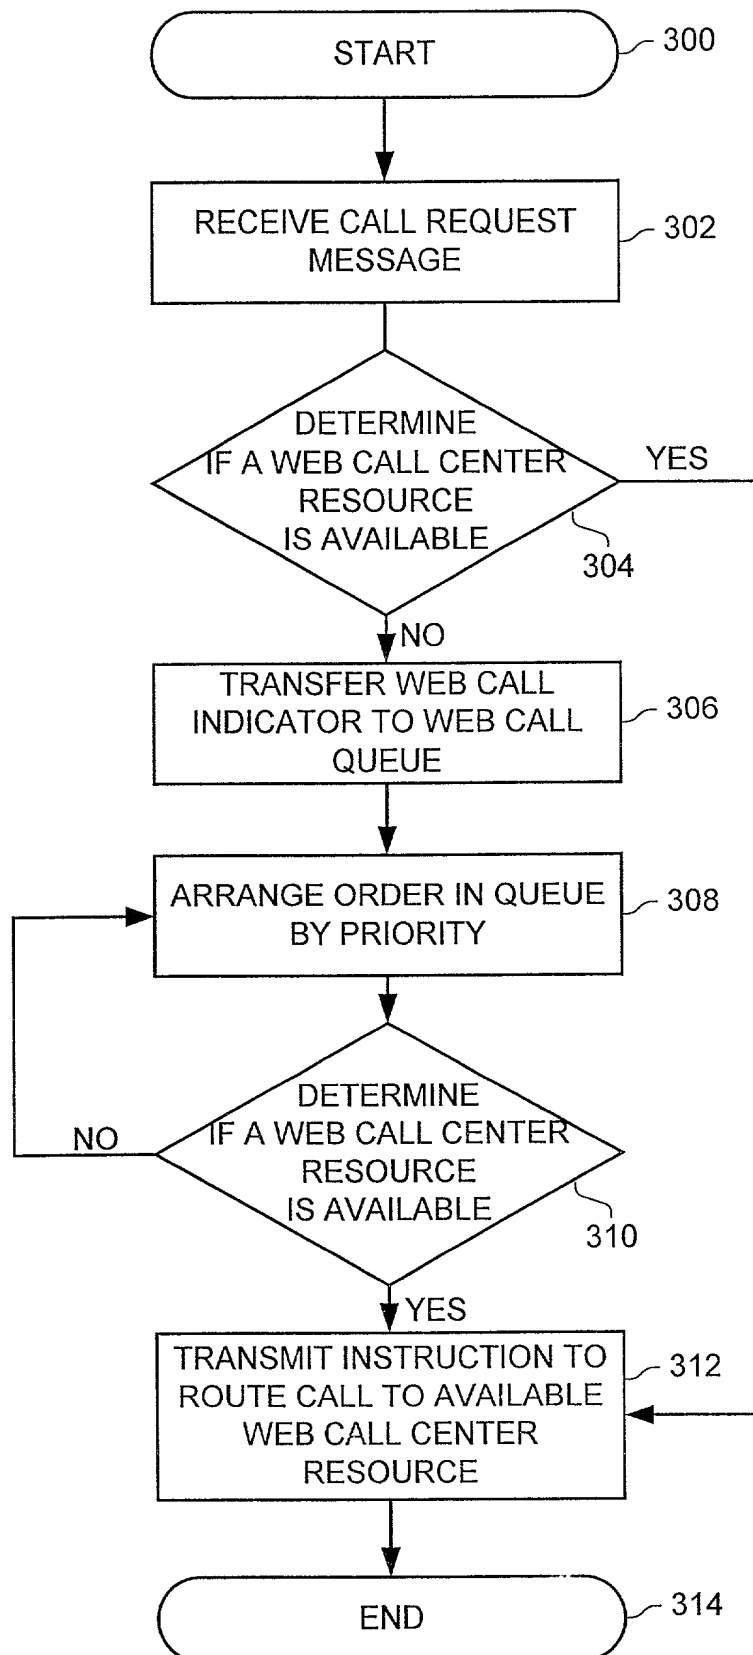 START
300
RECEIVE CALL REQUEST
MESSAGE
302
DETERMINE
IF A WEB CALL CENTER
RESOURCE
IS AVAILABLE
YES
304
NO
TRANSFER WEB CALL
INDICATOR TO WEB CALL
QUEUE
306
ARRANGE ORDER IN QUEUE
BY PRIORITY
308
DETERMINE
IF A WEB CALL CENTER
RESOURCE
IS AVAILABLE
NO
310
YES
TRANSMIT INSTRUCTION TO
ROUTE CALL TO AVAILABLE
WEB CALL CENTER
RESOURCE
312
END
314